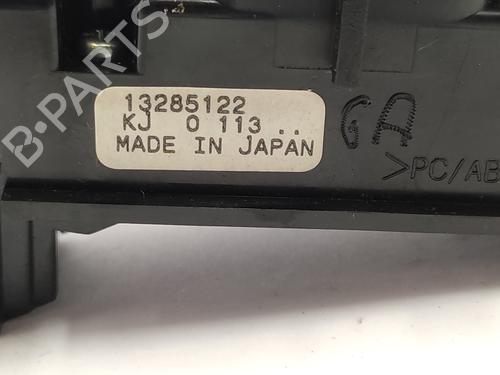 13285122
KJ 0 113 ..
MADE IN JAPAN
GA
>PC/AB
B-PARTS